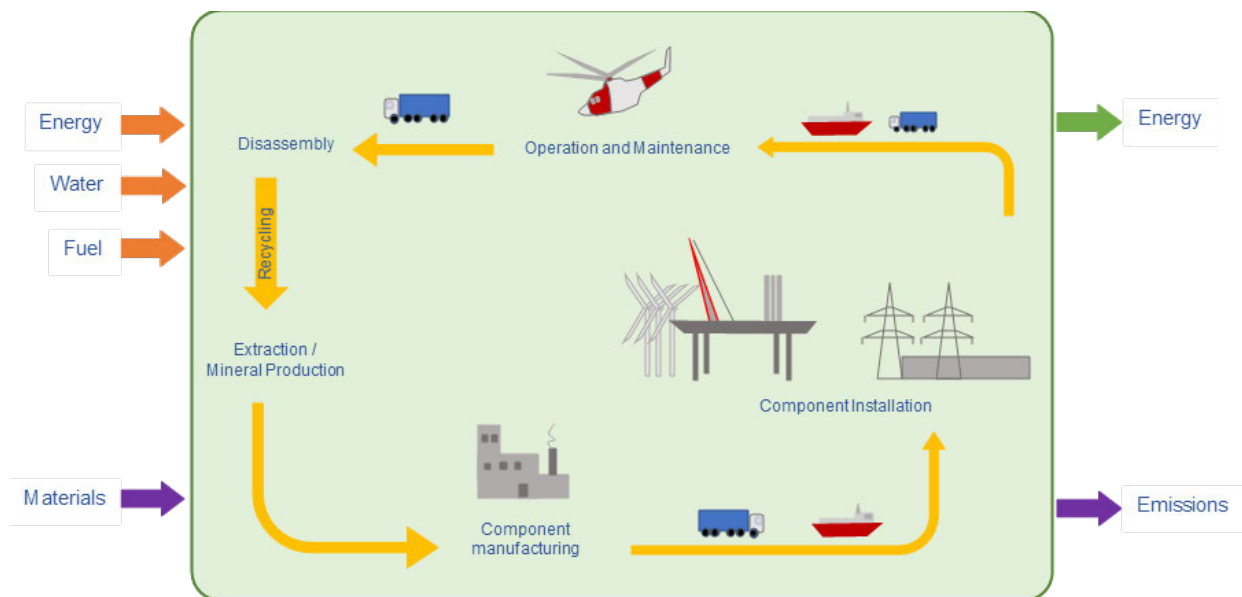 Energy
Water
Fuel
Materials
Disassembly
Operation and Maintenance
Recycling
Extraction /
Mineral Production
Component Installation
Component
manufacturing
Energy
Emissions